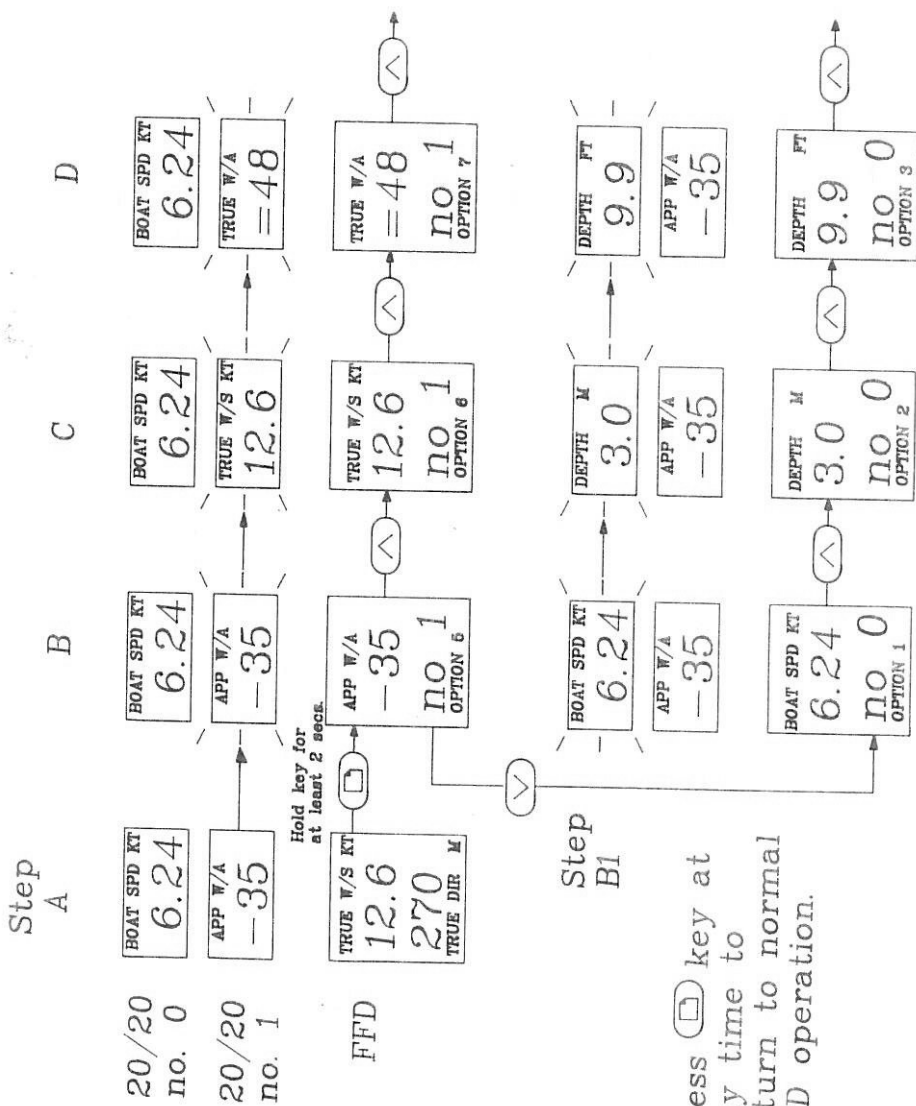 Step
A
B
C
D
20/20
no. 0
BOAT SPD KT
6.24
BOAT SPD KT
6.24
BOAT SPD KT
6.24
BOAT SPD KT
6.24
20/20
no. 1
APP W/A
-35
APP W/A
-35
TRUE W/S KT
12.6
TRUE W/A
=48
Hold key for
at least 2 secs.
FFD
TRUE W/S KT
12.6
270
TRUE DIR M
APP W/A
-35
no 1
OPTION 5
TRUE W/S KT
12.6
no 1
OPTION 6
TRUE W/A
=48
no 1
OPTION 7
Step
B1
BOAT SPD KT
6.24
DEPTH M
3.0
DEPTH FT
9.9
APP W/A
-35
APP W/A
-35
APP W/A
-35
BOAT SPD KT
6.24
no 0
OPTION 1
DEPTH M
3.0
no 0
OPTION 2
DEPTH FT
9.9
no 0
OPTION 3
ess key at
y time to
turn to normal
D operation.